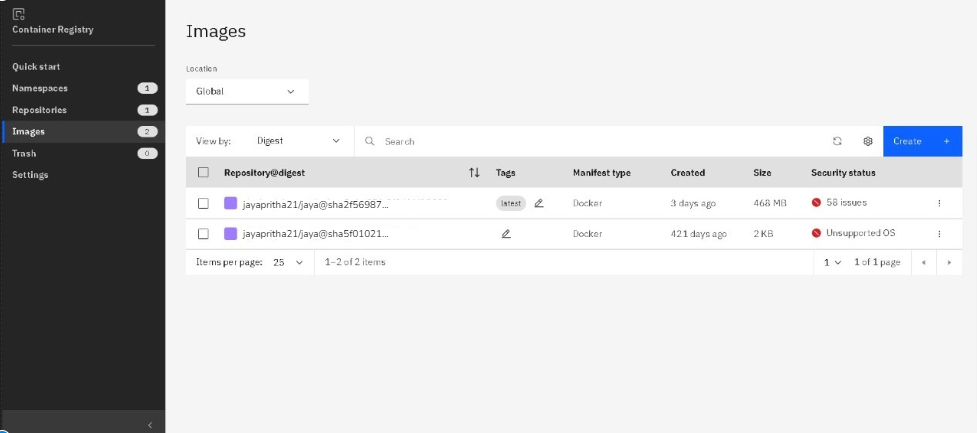 Container Registry
Quick start
Namespaces 1
Repositories 1
Images 2
Trash 0
Settings
Images
Location
Global
View by: Digest Search Create +
Repository@digest Tags Manifest type Created Size Security status
jayapritha21/jaya@sha2f56987... latest Docker 3 days ago 468 MB 58 issues
jayapritha21/jaya@sha5f01021... Docker 421 days ago 2 KB Unsupported OS
Items per page: 25 1–2 of 2 items 1 1 of 1 page